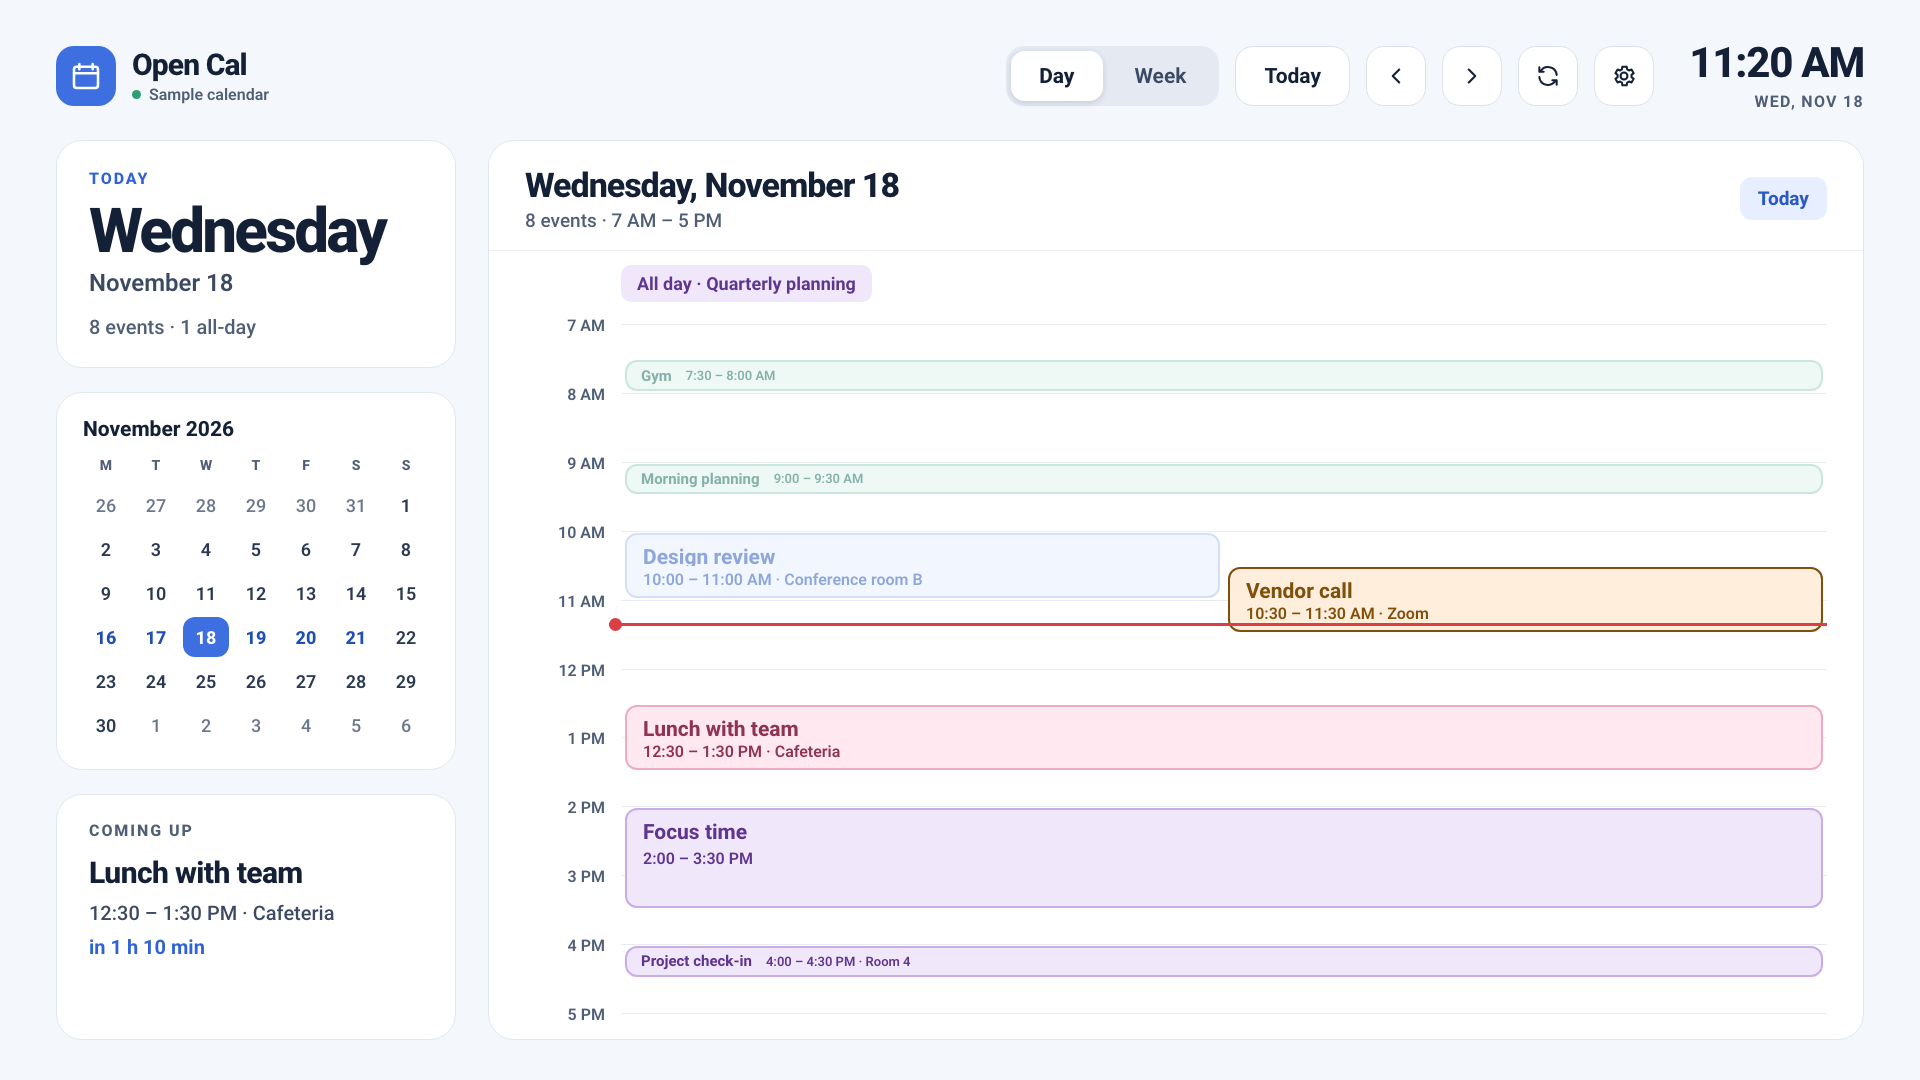 Open Cal
Sample calendar
Day
Week
Today
11:20 AM
WED, NOV 18
TODAY
Wednesday
November 18
8 events · 1 all-day
November 2026
M T W T F S S
26 27 28 29 30 31 1
2 3 4 5 6 7 8
9 10 11 12 13 14 15
16 17 18 19 20 21 22
23 24 25 26 27 28 29
30 1 2 3 4 5 6
COMING UP
Lunch with team
12:30 – 1:30 PM · Cafeteria
in 1 h 10 min
Wednesday, November 18
8 events · 7 AM – 5 PM
Today
All day · Quarterly planning
7 AM
Gym 7:30 – 8:00 AM
8 AM
9 AM
Morning planning 9:00 – 9:30 AM
10 AM
Design review
10:00 – 11:00 AM · Conference room B
Vendor call
10:30 – 11:30 AM · Zoom
11 AM
12 PM
Lunch with team
12:30 – 1:30 PM · Cafeteria
1 PM
2 PM
Focus time
2:00 – 3:30 PM
3 PM
4 PM
Project check-in 4:00 – 4:30 PM · Room 4
5 PM